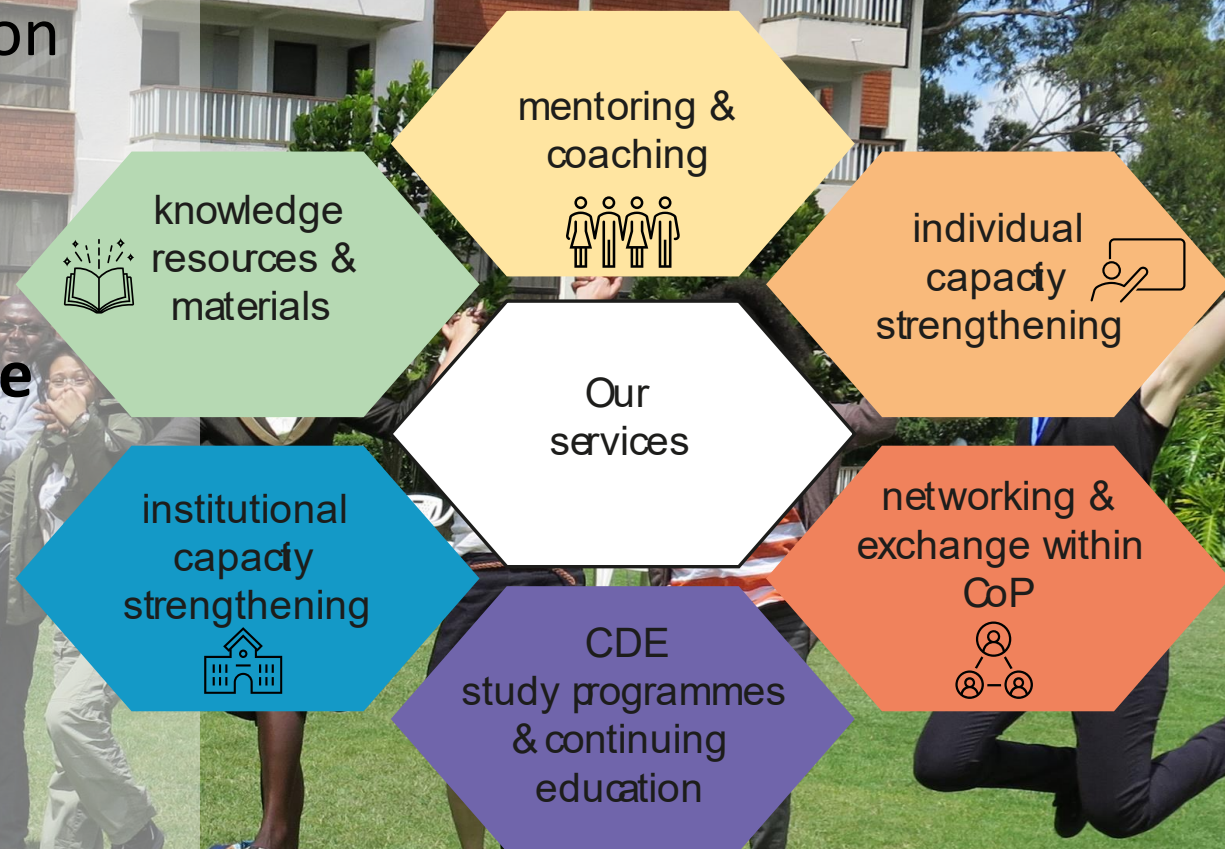 on
mentoring &
coaching
knowledge
resources &
materials
individual
capacity
strengthening
e
Our
services
institutional
capacity
strengthening
networking &
exchange within
CoP
CDE
study programmes
& continuing
education